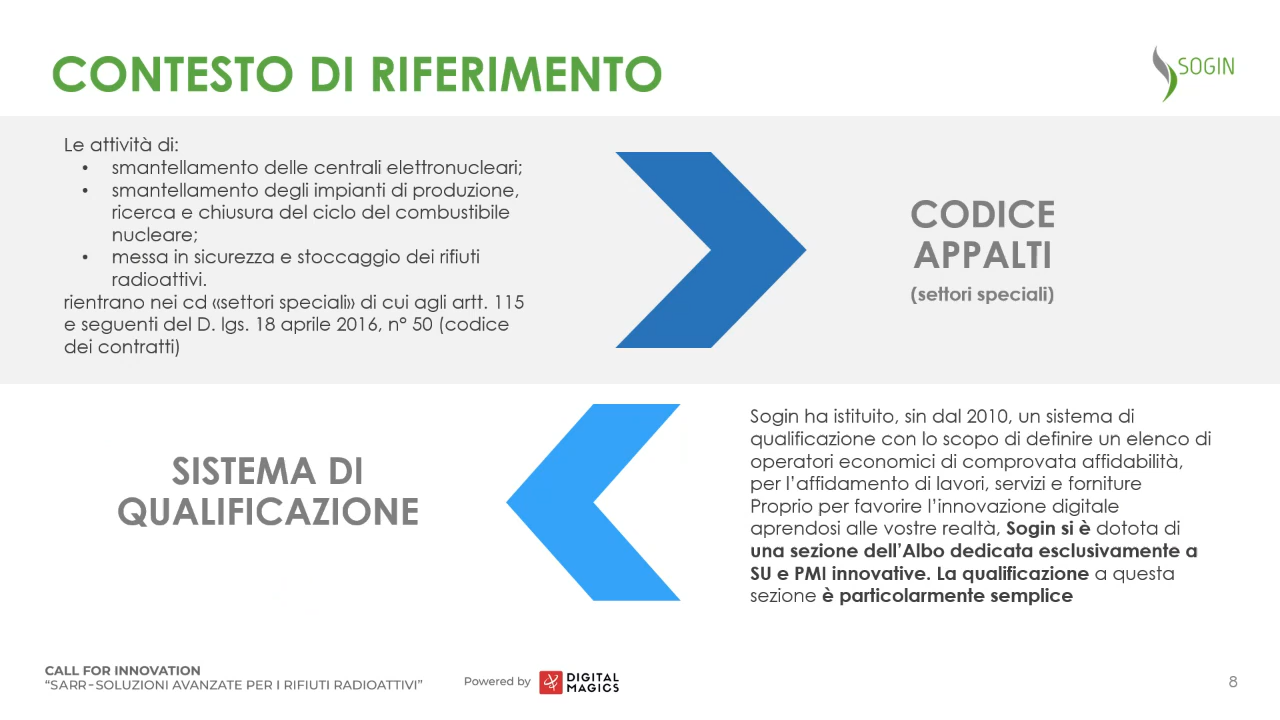 CONTESTO DI RIFERIMENTO
SOGIN
Le attività di:
• smantellamento delle centrali elettronucleari;
• smantellamento degli impianti di produzione,
ricerca e chiusura del ciclo del combustibile
nucleare;
• messa in sicurezza e stoccaggio dei rifiuti
radioattivi.
rientrano nei cd «settori speciali» di cui agli artt. 115
e seguenti del D. lgs. 18 aprile 2016, n° 50 (codice
dei contratti)
CODICE
APPALTI
(settori speciali)
SISTEMA DI
QUALIFICAZIONE
Sogin ha istituito, sin dal 2010, un sistema di
qualificazione con lo scopo di definire un elenco di
operatori economici di comprovata affidabilità,
per l’affidamento di lavori, servizi e forniture
Proprio per favorire l’innovazione digitale
aprendosi alle vostre realtà, Sogin si è dotota di
una sezione dell’Albo dedicata esclusivamente a
SU e PMI innovative. La qualificazione a questa
sezione è particolarmente semplice
CALL FOR INNOVATION
“SARR-SOLUZIONI AVANZATE PER I RIFIUTI RADIOATTIVI”
Powered by
DIGITAL
MAGICS
8